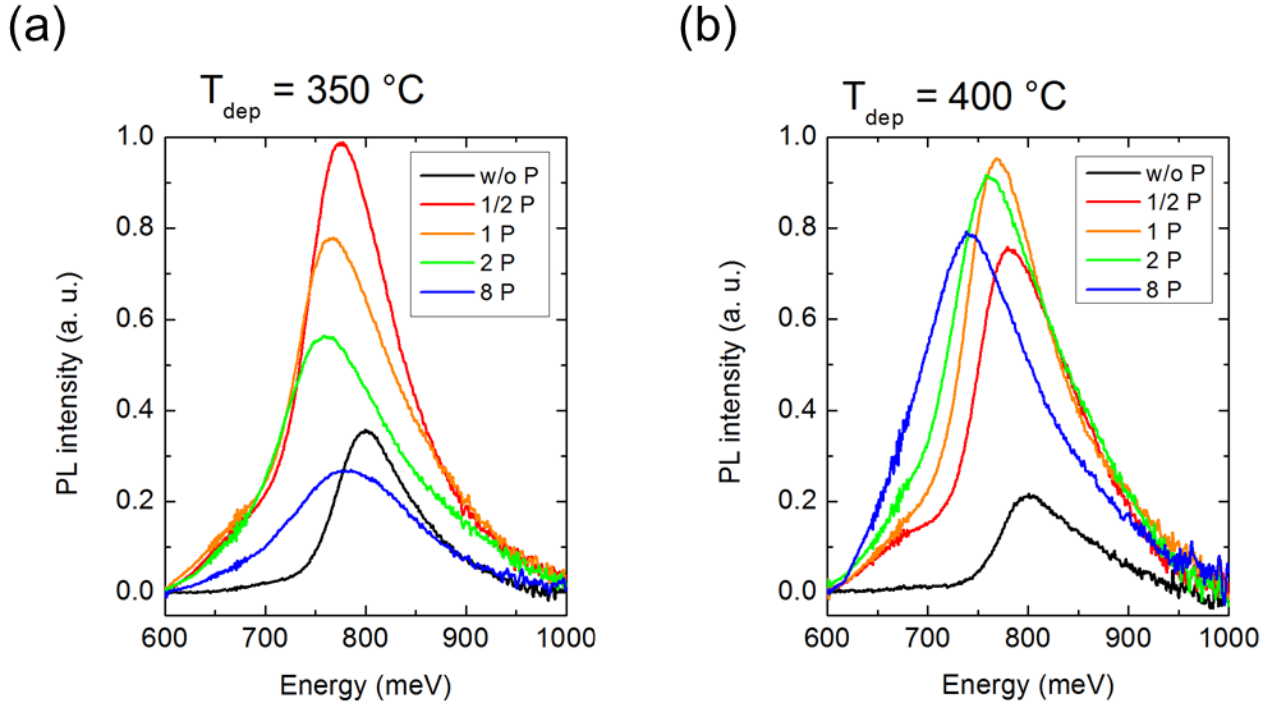 (a)
T_dep = 350 °C
PL intensity (a. u.)
1.0
0.8
0.6
0.4
0.2
0.0
w/o P
1/2 P
1 P
2 P
8 P
600 700 800 900 1000
Energy (meV)
(b)
T_dep = 400 °C
PL intensity (a. u.)
1.0
0.8
0.6
0.4
0.2
0.0
w/o P
1/2 P
1 P
2 P
8 P
600 700 800 900 1000
Energy (meV)